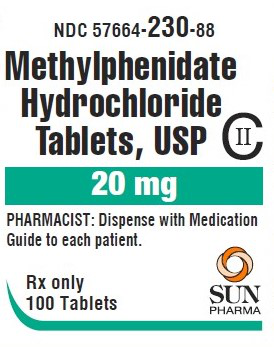 NDC 57664-230-88
Methylphenidate
Hydrochloride
Tablets, USP CII
20 mg
PHARMACIST: Dispense with Medication
Guide to each patient.
Rx only
100 Tablets
SUN
PHARMA